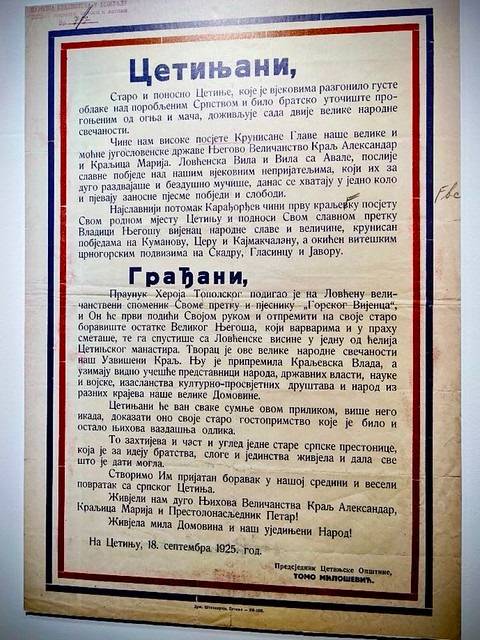 Цетињани,
Старо и поносно Цетиње, које је вјековима разгонило густе
облаке над поробљеним Српством и било братско уточиште про-
гоњеним од огња и мача, доживљује сада двије велике народне
свечаности.
Чине нам високе посјете Крунисане Главе наше велике и
моћне југословенске државе Његово Величанство Краљ Александар
и Краљица Марија. Ловћенска Вила и Вила са Авале, послије
славне побједе над нашим вјековним непријатељима, који их за
дуго раздвајаше и бездушно мучише, данас се хватају у једно коло
и пјевају заносне пјесме побједи и слободи.
Најславнији потомак Карађорђев чини прву краљевку посјету
Свом родном мјесту Цетињу и подноси Свом славном претку
Владици Његошу вијенац народне славе и величине, крунисан
побједама на Куманову, Церу и Кајмакчалану, а окићен витешким
црногорским подвизима на Скадру, Гласинцу и Јавору.
Грађани,
Праунук Хероја Тополског подигао је на Ловћену вели-
чанствени споменик Своме претку и пјеснику „Горског Вијенца“,
и Он ће први подићи Својом руком и отпремити на своје старо
боравиште остатке Великог Његоша, који варварима и у праху
сметаше, те га спустише са Ловћенске висине у једну од ћелија
Цетињског манастира. Творац је ове велике народне свечаности
наш Узвишени Краљ. Њу је припремила Краљевска Влада, а
узимају видно учешће представници народа, државних власти, науке
и војске, изасланства културно-просвјетних друштава и народ из
разних крајева наше велике Домовине.
Цетињани ће ван сваке сумње овом приликом, више него
икада, доказати оно своје старо гостопримство које је било и
остало њихова ваздашња одлика.
То захтијева и част и углед једне старе српске престонице,
која је за идеју братства, слоге и јединства живјела и дала све
што је дати могла.
Створимо Им пријатан боравак у нашој средини и весели
повратак са српског Цетиња.
Живјели нам дуго Њихова Величанства Краљ Александар,
Краљица Марија и Престолонасљедник Петар!
Живјела мила Домовина и наш уједињени Народ!
На Цетињу, 18. септембра 1925. год.
Предсједник Цетињске Општине,
ТОМО МИЛОШЕВИЋ.